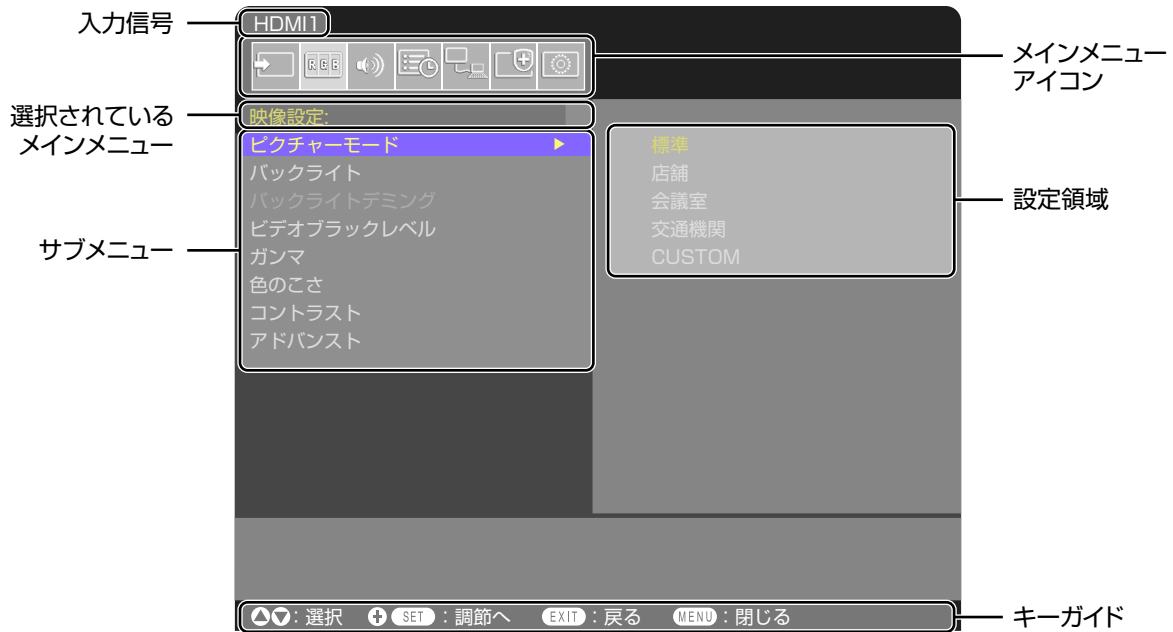 入力信号
HDMI1
RGB
メインメニュー
アイコン
選択されている
メインメニュー
映像設定:
ピクチャーモード
バックライト
バックライトデミング
ビデオブラックレベル
ガンマ
色のこさ
コントラスト
アドバンスト
サブメニュー
標準
店舗
会議室
交通機関
CUSTOM
設定領域
: 選択 SET : 調節へ EXIT : 戻る MENU : 閉じる
キーガイド